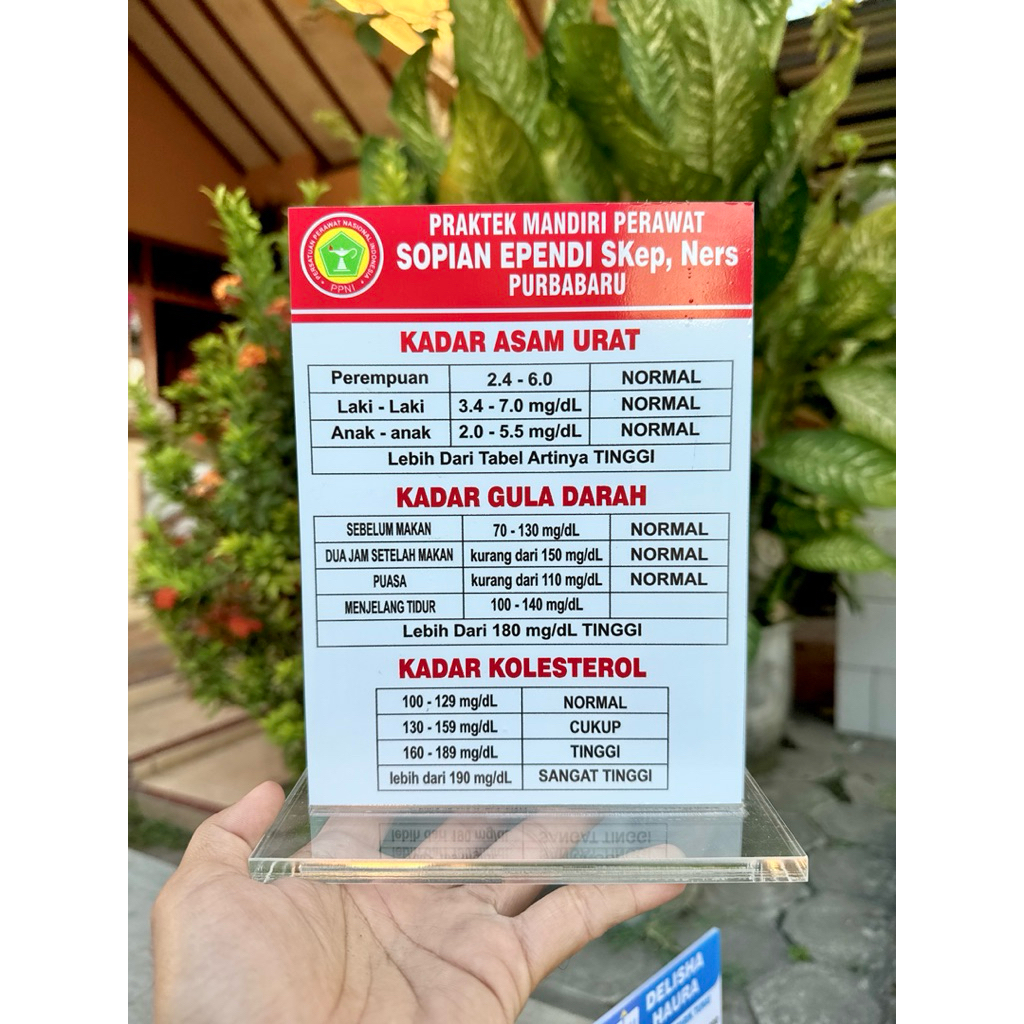 PERSATUAN PERAWAT NASIONAL INDONESIA
PPNI
PRAKTEK MANDIRI PERAWAT
SOPIAN EPENDI SKep, Ners
PURBABARU
KADAR ASAM URAT
Perempuan 2.4 - 6.0 NORMAL
Laki - Laki 3.4 - 7.0 mg/dL NORMAL
Anak - anak 2.0 - 5.5 mg/dL NORMAL
Lebih Dari Tabel Artinya TINGGI
KADAR GULA DARAH
SEBELUM MAKAN 70 - 130 mg/dL NORMAL
DUA JAM SETELAH MAKAN kurang dari 150 mg/dL NORMAL
PUASA kurang dari 110 mg/dL NORMAL
MENJELANG TIDUR 100 - 140 mg/dL
Lebih Dari 180 mg/dL TINGGI
KADAR KOLESTEROL
100 - 129 mg/dL NORMAL
130 - 159 mg/dL CUKUP
160 - 189 mg/dL TINGGI
lebih dari 190 mg/dL SANGAT TINGGI
DELISHA
HAURA